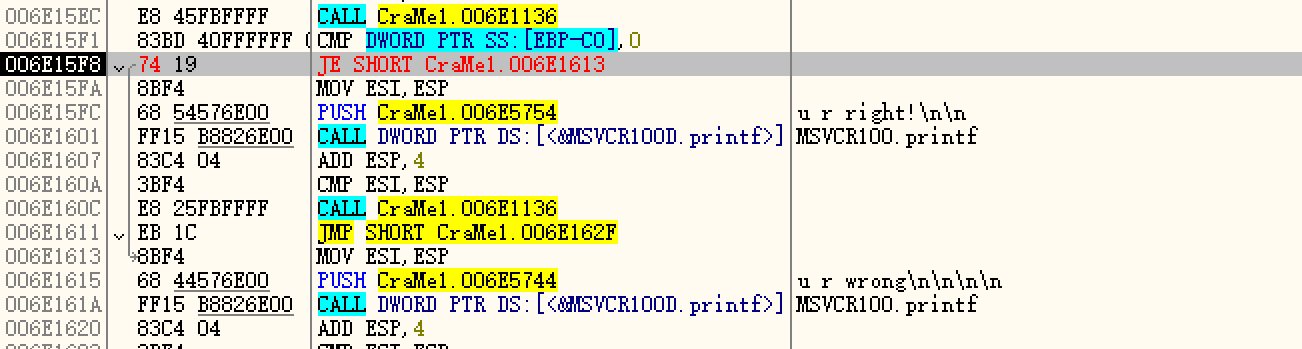 006E15EC E8 45FBFFFF CALL CraMe1.006E1136
006E15F1 83BD 40FFFFFF ( CMP DWORD PTR SS:[EBP-C0],0
006E15F8 74 19 JE SHORT CraMe1.006E1613
006E15FA 8BF4 MOV ESI,ESP
006E15FC 68 54576E00 PUSH CraMe1.006E5754 u r right!\n\n
006E1601 FF15 B8826E00 CALL DWORD PTR DS:[<&MSVCR100D.printf>] MSVCR100.printf
006E1607 83C4 04 ADD ESP,4
006E160A 3BF4 CMP ESI,ESP
006E160C E8 25FBFFFF CALL CraMe1.006E1136
006E1611 EB 1C JMP SHORT CraMe1.006E162F
006E1613 8BF4 MOV ESI,ESP
006E1615 68 44576E00 PUSH CraMe1.006E5744 u r wrong\n\n\n\n
006E161A FF15 B8826E00 CALL DWORD PTR DS:[<&MSVCR100D.printf>] MSVCR100.printf
006E1620 83C4 04 ADD ESP,4